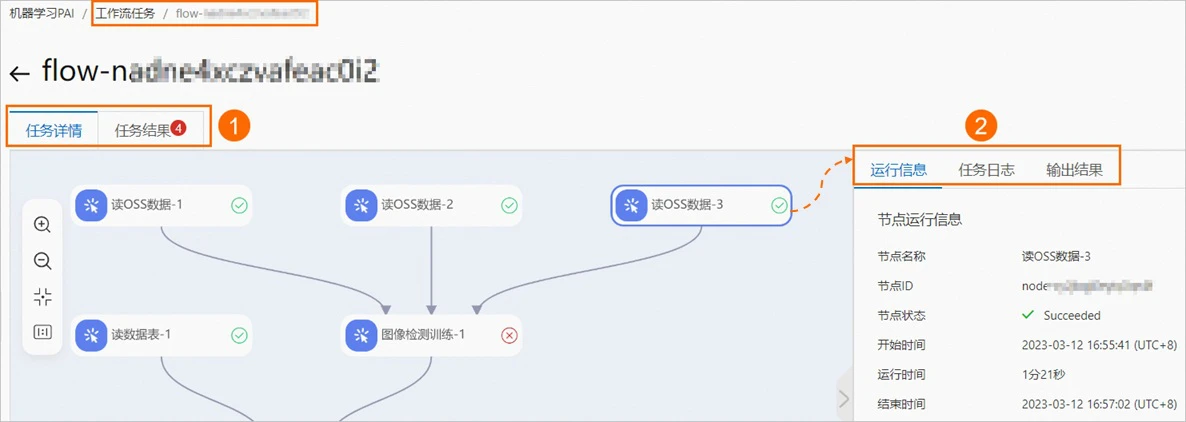 机器学习PAI / 工作流任务 / flow-
flow-n
任务详情 任务结果 4
1
2
运行信息 任务日志 输出结果
读OSS数据-1
读OSS数据-2
读OSS数据-3
读数据表-1
图像检测训练-1
节点运行信息
节点名称 读OSS数据-3
节点ID node-
节点状态 Succeeded
开始时间 2023-03-12 16:55:41 (UTC+8)
运行时间 1分21秒
结束时间 2023-03-12 16:57:02 (UTC+8)